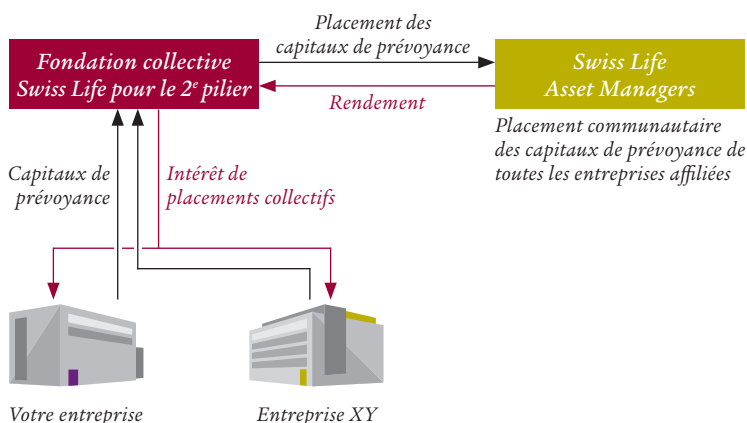 Placement des
capitaux de prévoyance
Fondation collective
Swiss Life pour le 2e pilier
Swiss Life
Asset Managers
Rendement
Placement communautaire
des capitaux de prévoyance de
toutes les entreprises affiliées
Capitaux de
prévoyance
Intérêt de
placements collectifs
Votre entreprise
Entreprise XY